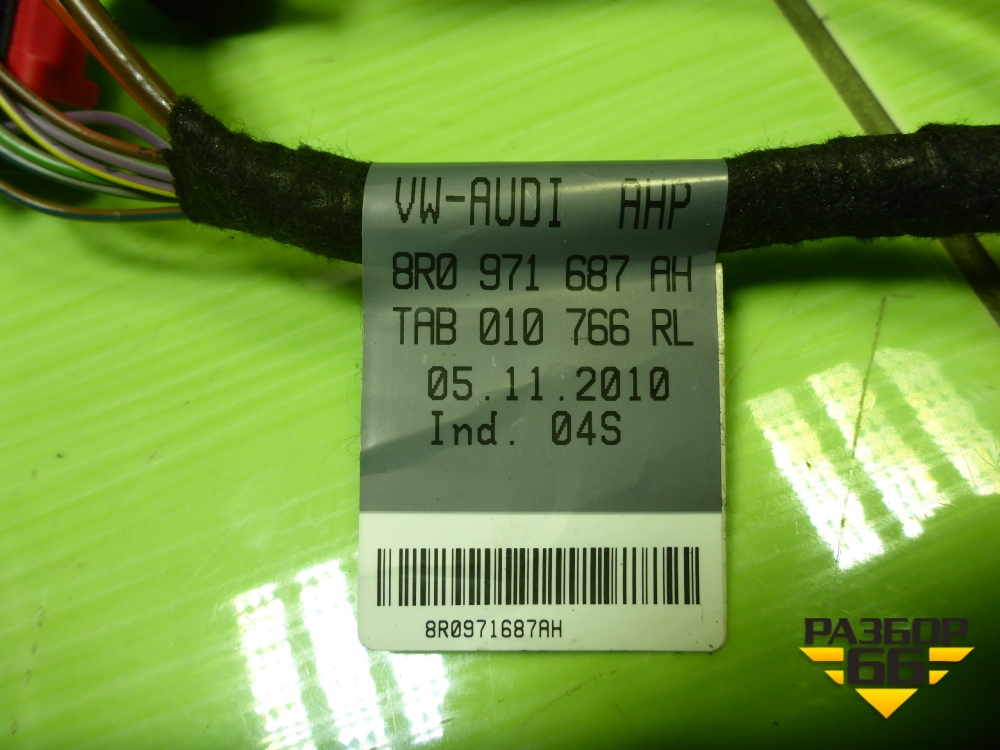 VW-AUDI AHP
8R0 971 687 AH
TAB 010 766 RL
05.11.2010
Ind. 04S
8R0971687AH
РАЗБОР
66